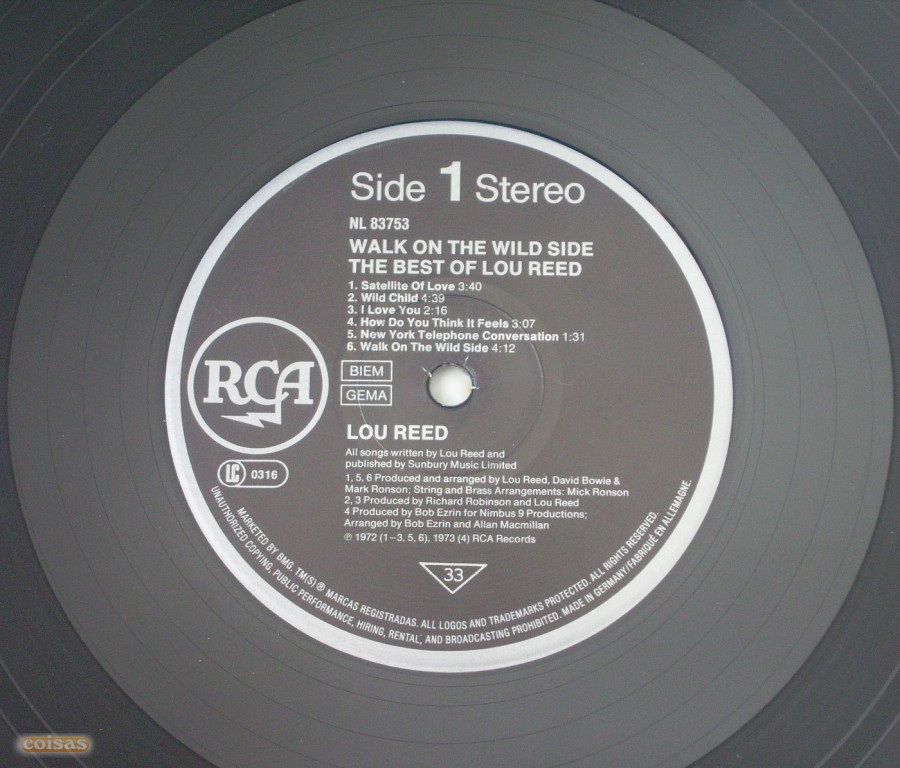 Side 1 Stereo
NL 83753
WALK ON THE WILD SIDE
THE BEST OF LOU REED
1. Satellite Of Love 3:40
2. Wild Child 4:39
3. I Love You 2:16
4. How Do You Think It Feels 3:07
5. New York Telephone Conversation 1:31
6. Walk On The Wild Side 4:12
RCA
BIEM
GEMA
LOU REED
LC 0316
All songs written by Lou Reed and
published by Sunbury Music Limited
1, 5, 6 Produced and arranged by Lou Reed, David Bowie &
Mark Ronson; String and Brass Arrangements: Mick Ronson
2, 3 Produced by Richard Robinson and Lou Reed
4 Produced by Bob Ezrin for Nimbus 9 Productions;
Arranged by Bob Ezrin and Allan Macmillan
℗ 1972 (1–3, 5, 6), 1973 (4) RCA Records
33
MARKETED BY BMG. TM(S) ® MARCAS REGISTRADAS. ALL LOGOS AND TRADEMARKS PROTECTED. ALL RIGHTS RESERVED.
UNAUTHORIZED COPYING, PUBLIC PERFORMANCE, HIRING, RENTAL, AND BROADCASTING PROHIBITED. MADE IN GERMANY/FABRIQUÉ EN ALLEMAGNE.
coisas